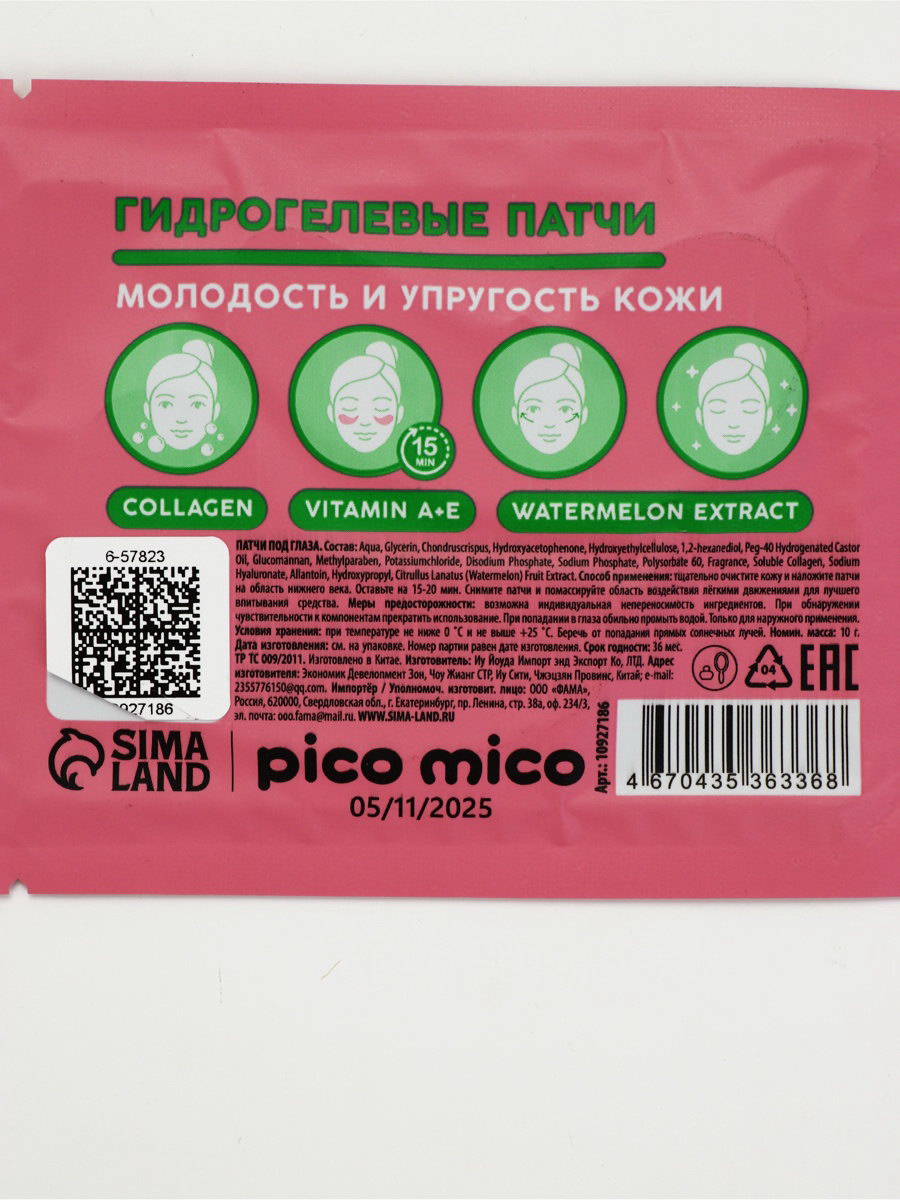 ГИДРОГЕЛЕВЫЕ ПАТЧИ
МОЛОДОСТЬ И УПРУГОСТЬ КОЖИ
15
MIN
COLLAGEN
VITAMIN A+E
WATERMELON EXTRACT
6-57823
ПАТЧИ ПОД ГЛАЗА. Состав: Aqua, Glycerin, Chondruscrispus, Hydroxyacetophenone, Hydroxyethylcellulose, 1,2-hexanediol, Peg-40 Hydrogenated Castor
Oil, Glucomannan, Methylparaben, Potassiumchloride, Disodium Phosphate, Sodium Phosphate, Polysorbate 60, Fragrance, Soluble Collagen, Sodium
Hyaluronate, Allantoin, Hydroxypropyl, Citrullus Lanatus (Watermelon) Fruit Extract. Способ применения: тщательно очистите кожу и наложите патчи
на область нижнего века. Оставьте на 15-20 мин. Снимите патчи и помассируйте область воздействия лёгкими движениями для лучшего
впитывания средства. Меры предосторожности: возможна индивидуальная непереносимость ингредиентов. При обнаружении
чувствительности к компонентам прекратить использование. При попадании в глаза обильно промыть водой. Только для наружного применения.
Условия хранения: при температуре не ниже 0 ˚С и не выше +25 ˚С. Беречь от попадания прямых солнечных лучей. Номин. масса: 10 г.
Дата изготовления: см. на упаковке. Номер партии равен дате изготовления. Срок годности: 36 мес.
ТР ТС 009/2011. Изготовлено в Китае. Изготовитель: Иу Йоуда Импорт энд Экспорт Ко, ЛТД. Адрес
изготовителя: Экономик Девелопмент Зон, Чоу Жианг СТР, Иу Сити, Чжэцзян Провинс, Китай; e-mail:
2355776150@qq.com. Импортёр / Уполномоч. изготовит. лицо: ООО «ФАМА»,
Россия, 620000, Свердловская обл., г. Екатеринбург, пр. Ленина, стр. 38а, оф. 234/3,
эл. почта: ooo.fama@mail.ru. WWW.SIMA-LAND.RU
04
EAC
0927186
Арт.: 10927186
4 670435 363368
SIMA
LAND
pico mico
05/11/2025